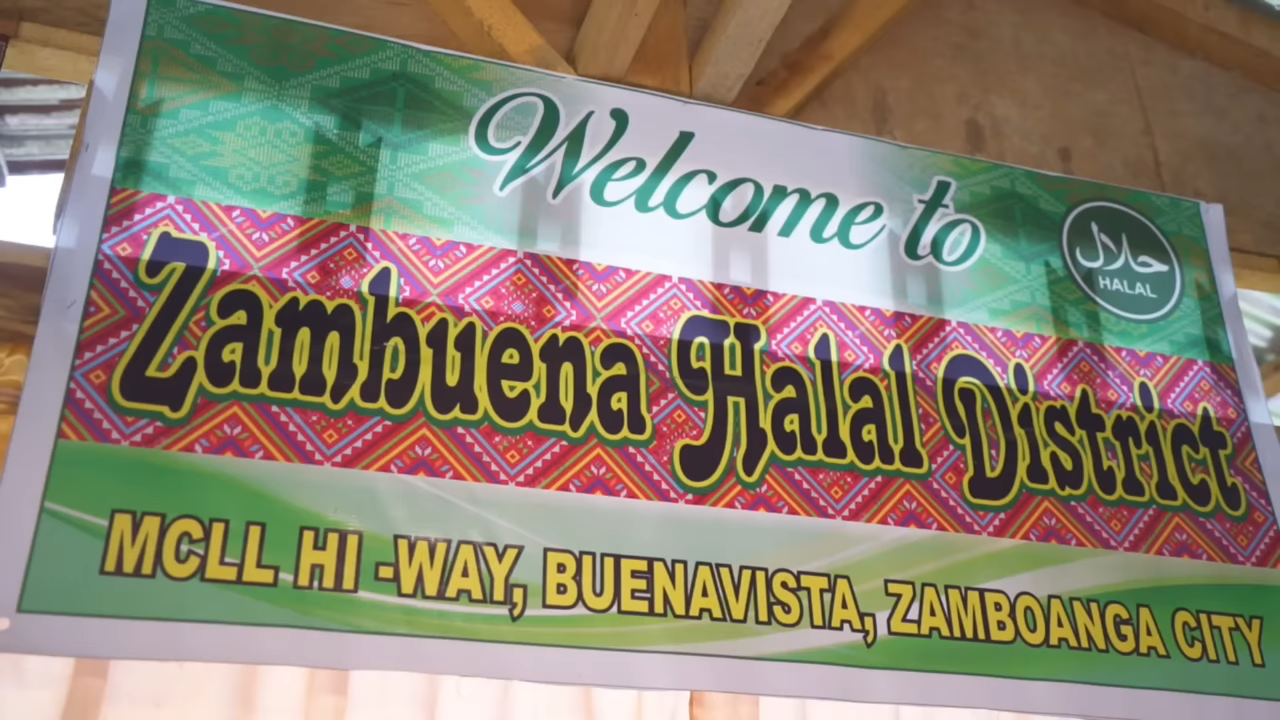 Welcome to
حلال
HALAL
Zambuena Halal District
MCLL HI -WAY, BUENAVISTA, ZAMBOANGA CITY